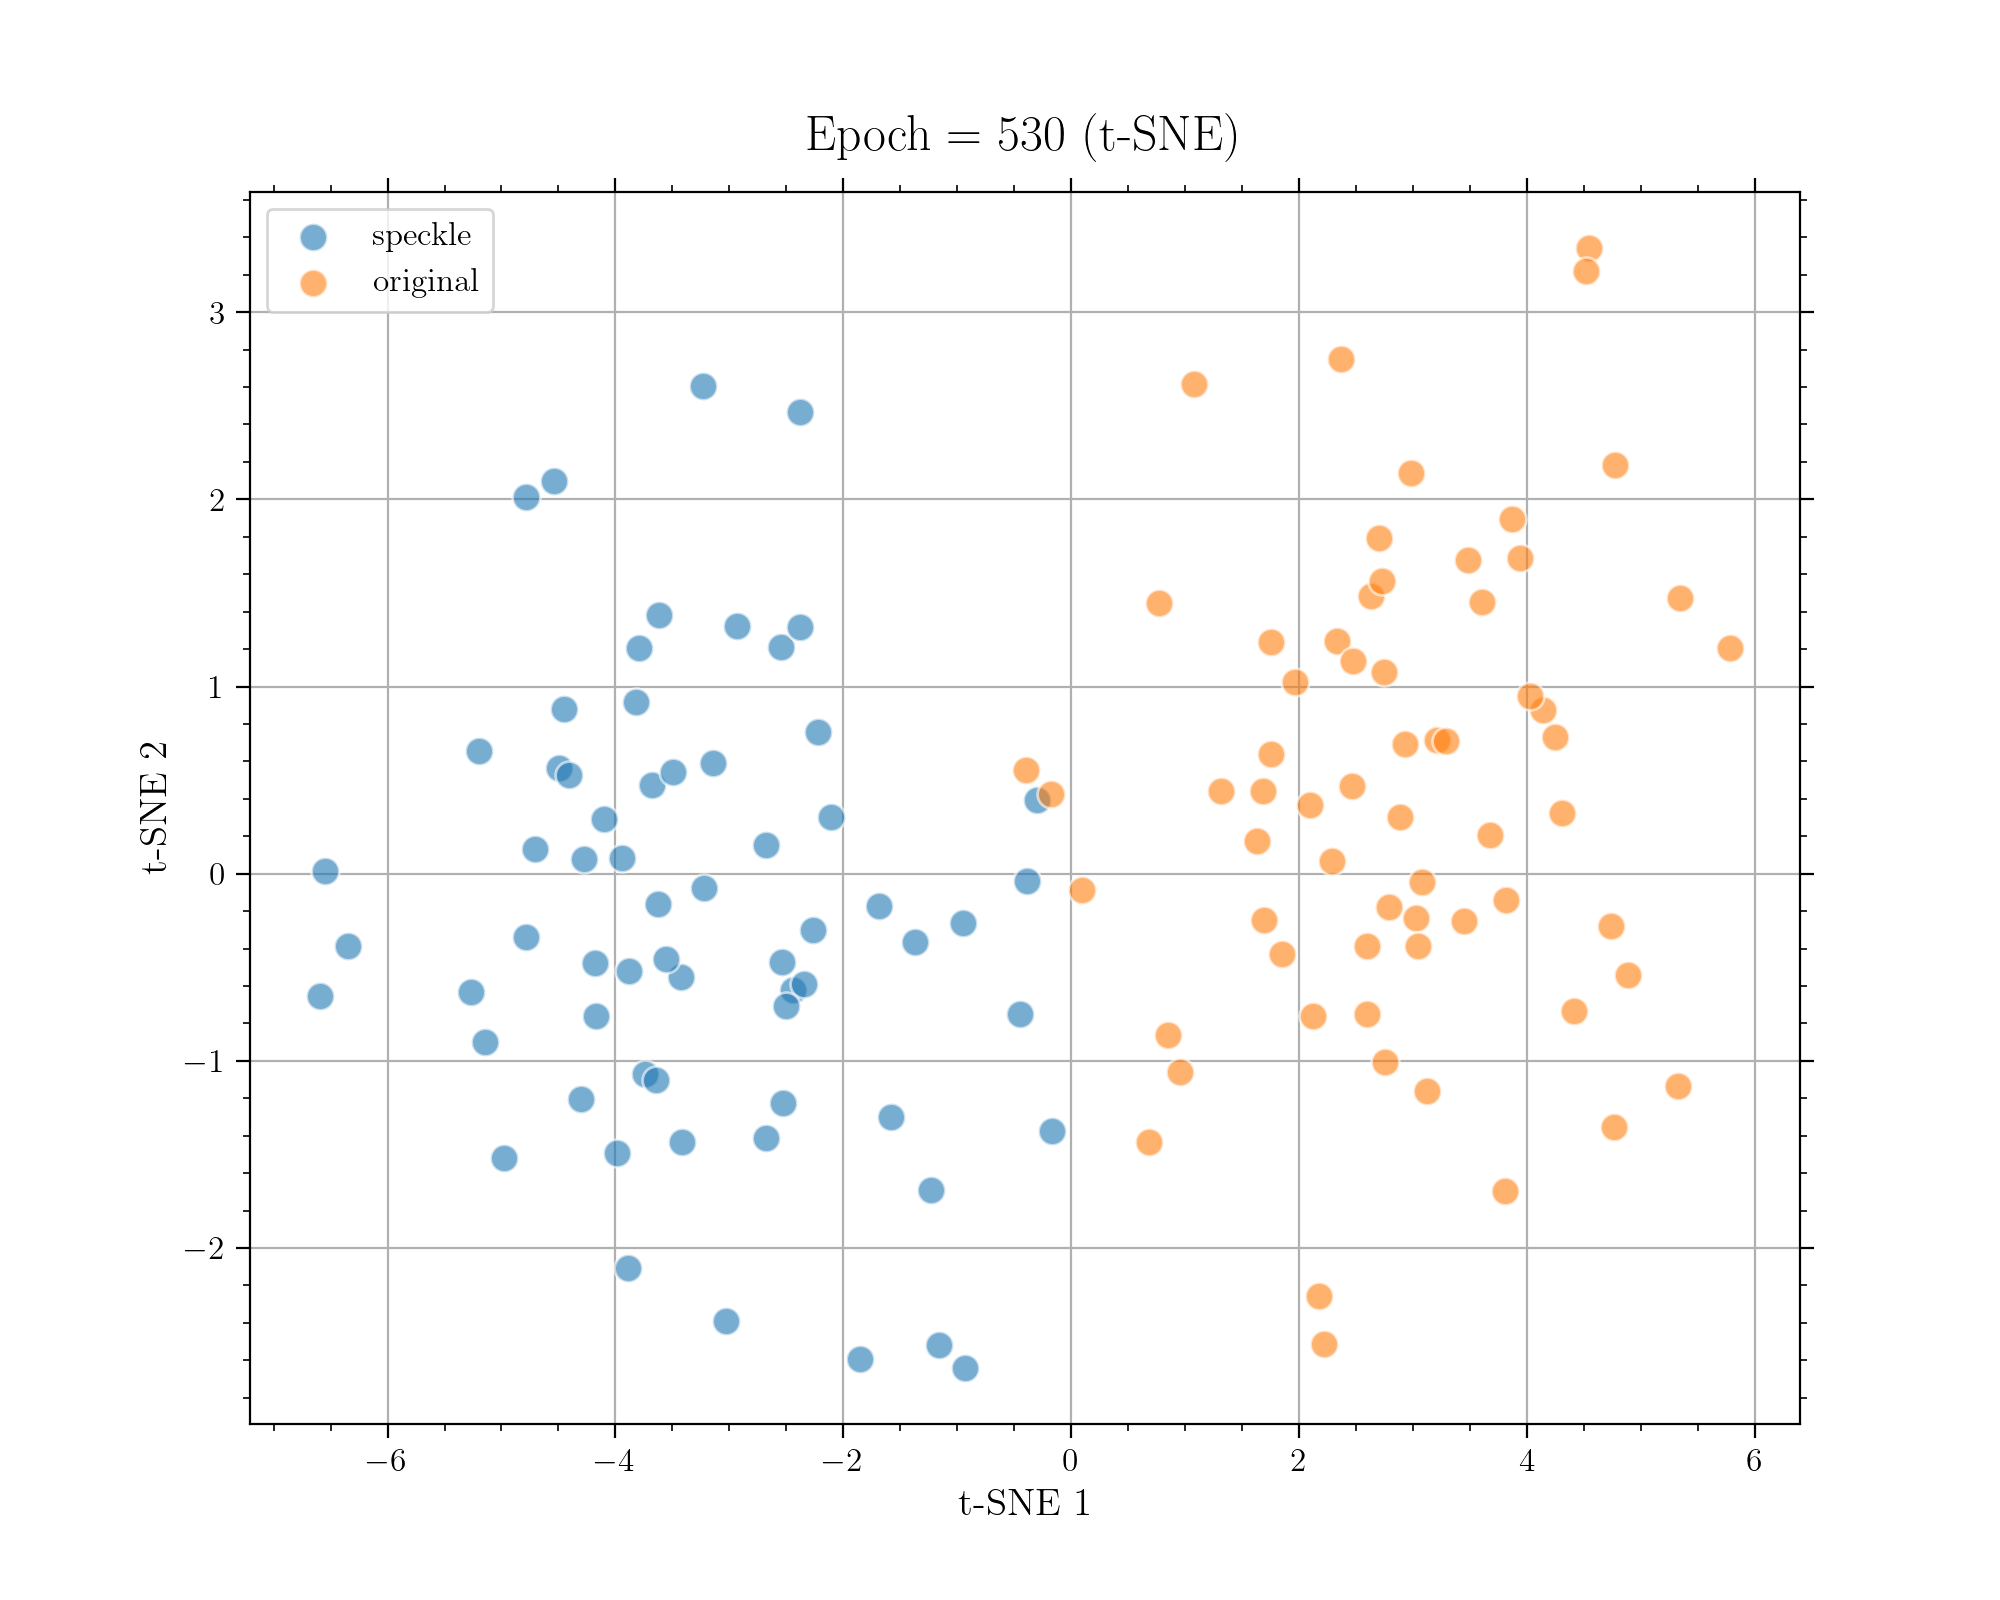 Epoch = 530 (t-SNE)
speckle
original
3
2
1
0
−1
−2
t-SNE 2
−6
−4
−2
0
2
4
6
t-SNE 1